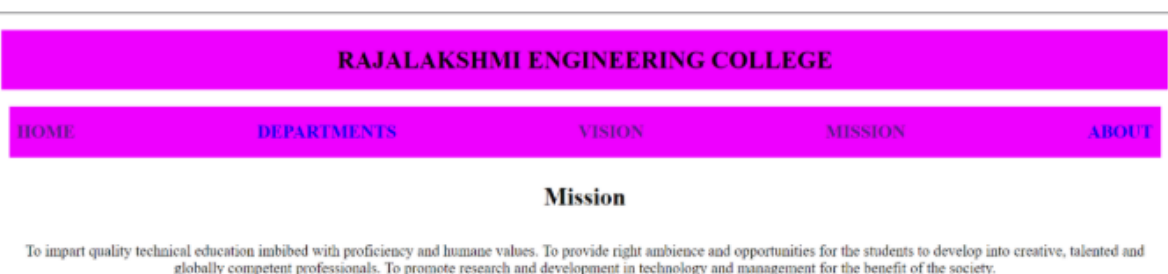 RAJALAKSHMI ENGINEERING COLLEGE
HOME DEPARTMENTS VISION MISSION ABOUT
Mission
To impart quality technical education imbibed with proficiency and humane values. To provide right ambience and opportunities for the students to develop into creative, talented and
globally competent professionals. To promote research and development in technology and management for the benefit of the society.